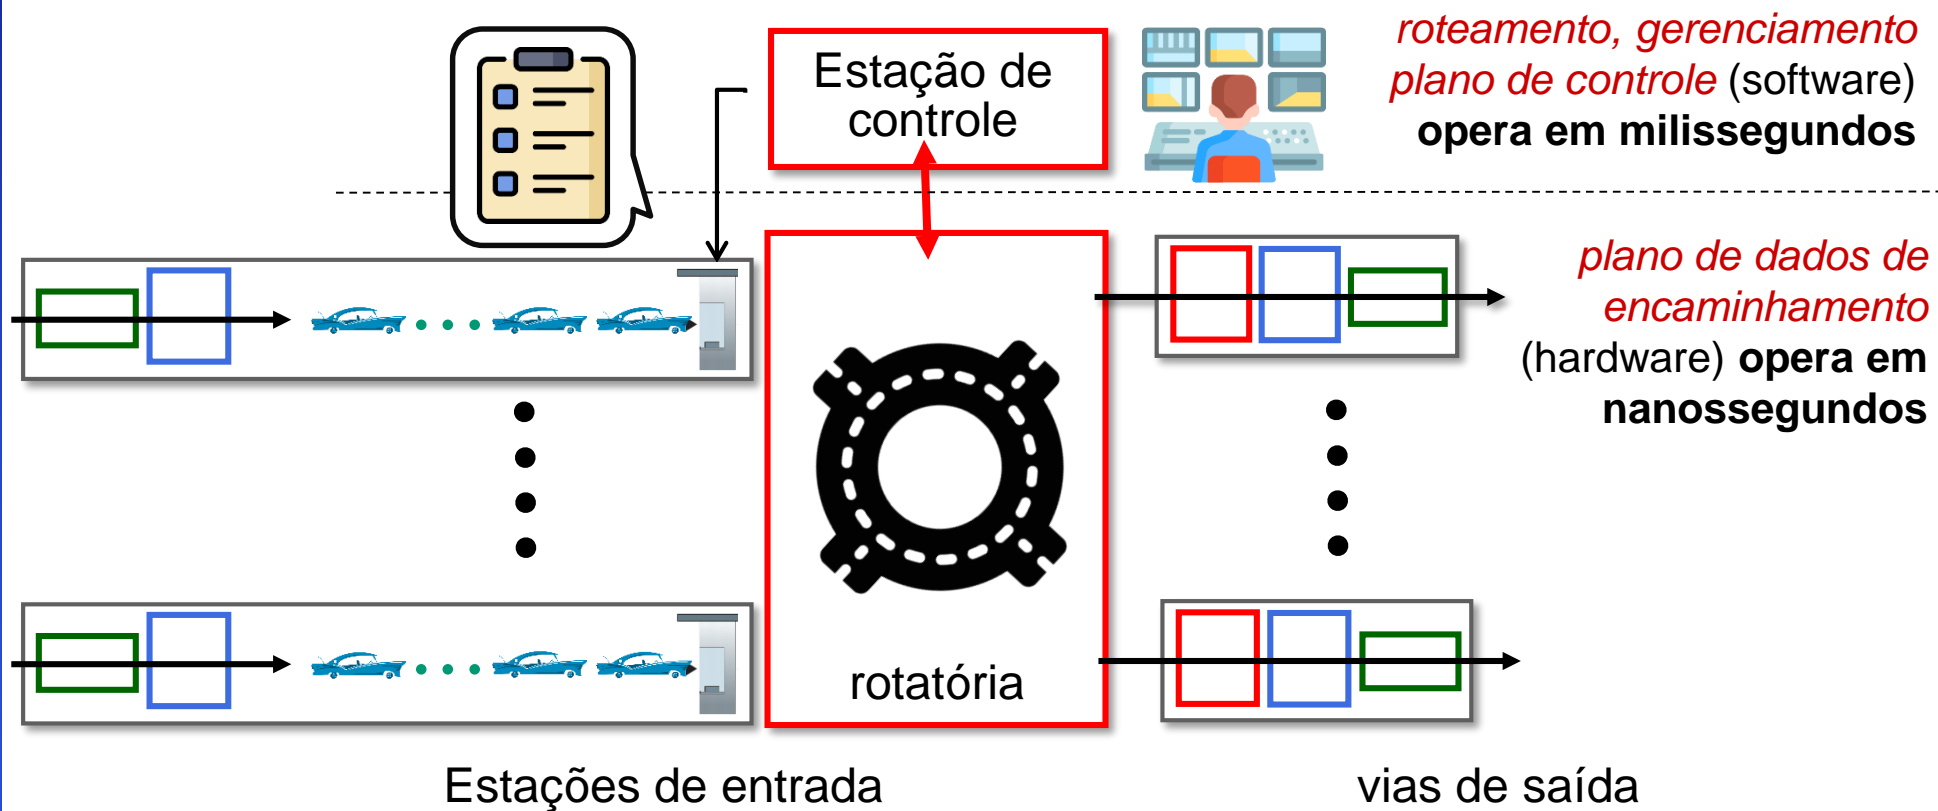 Estação de
controle
roteamento, gerenciamento
plano de controle (software)
opera em milissegundos
plano de dados de
encaminhamento
(hardware) opera em
nanossegundos
rotatória
Estações de entrada
vias de saída